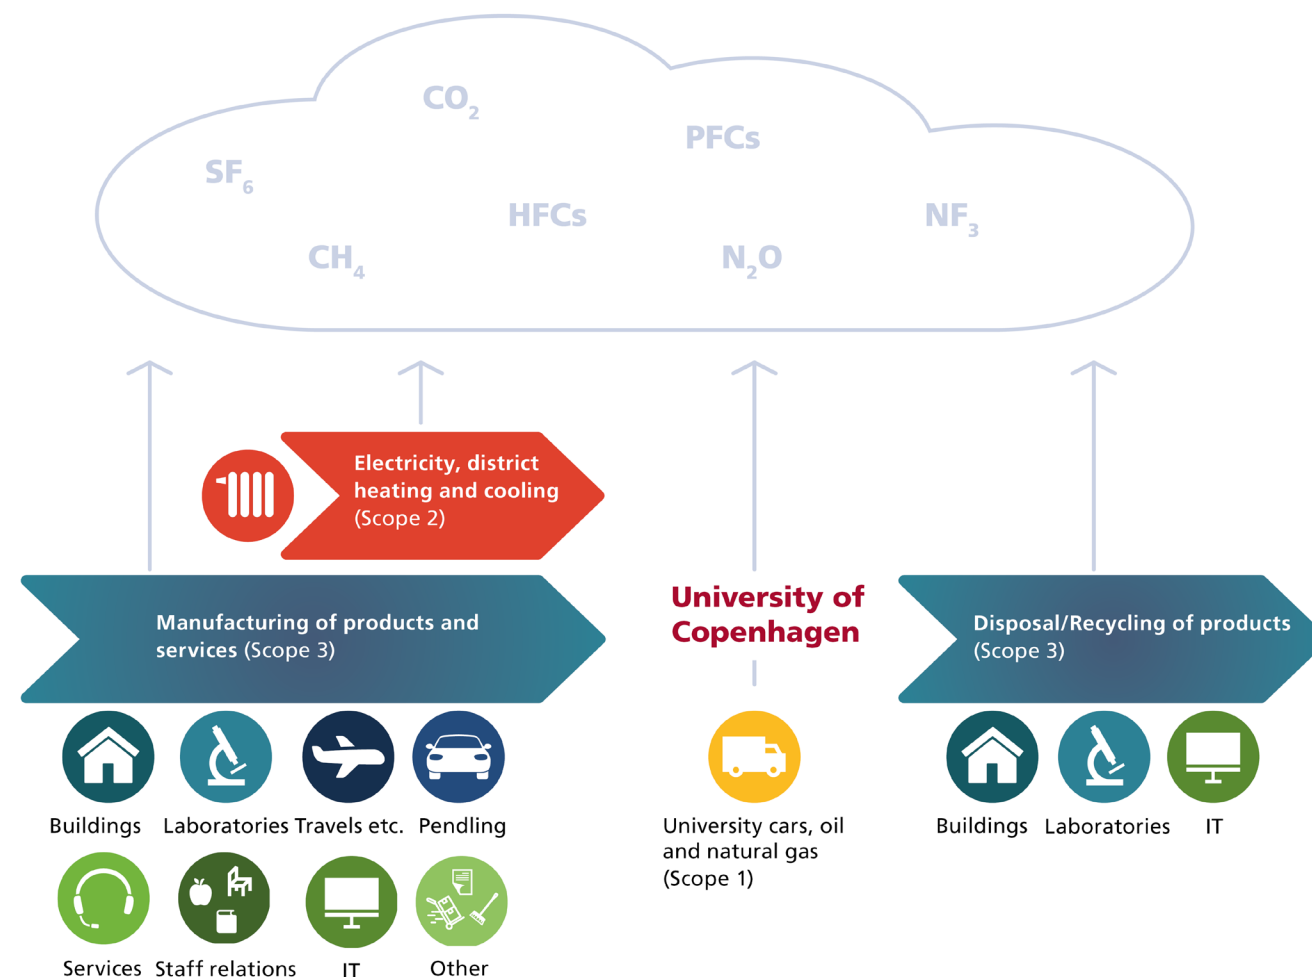 CO₂
PFCs
SF₆
HFCs
NF₃
CH₄
N₂O
Electricity, district
heating and cooling
(Scope 2)
Manufacturing of products and
services (Scope 3)
University of
Copenhagen
Disposal/Recycling of products
(Scope 3)
Buildings
Laboratories
Travels etc.
Pendling
Services
Staff relations
IT
Other
University cars, oil
and natural gas
(Scope 1)
Buildings
Laboratories
IT